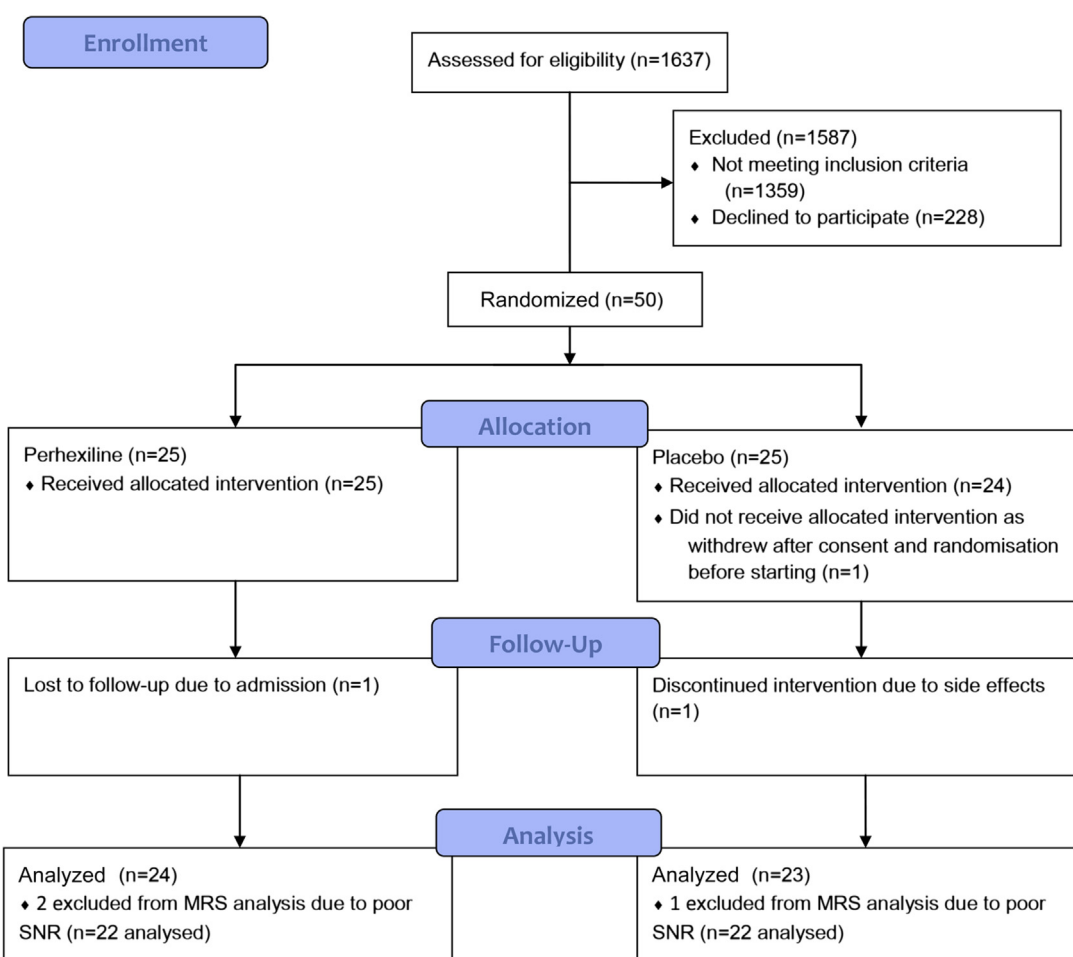 Enrollment
Assessed for eligibility (n=1637)
Excluded (n=1587)
♦ Not meeting inclusion criteria
(n=1359)
♦ Declined to participate (n=228)
Randomized (n=50)
Allocation
Perhexiline (n=25)
♦ Received allocated intervention (n=25)
Placebo (n=25)
♦ Received allocated intervention (n=24)
♦ Did not receive allocated intervention as
withdrew after consent and randomisation
before starting (n=1)
Follow-Up
Lost to follow-up due to admission (n=1)
Discontinued intervention due to side effects
(n=1)
Analysis
Analyzed (n=24)
♦ 2 excluded from MRS analysis due to poor
SNR (n=22 analysed)
Analyzed (n=23)
♦ 1 excluded from MRS analysis due to poor
SNR (n=22 analysed)